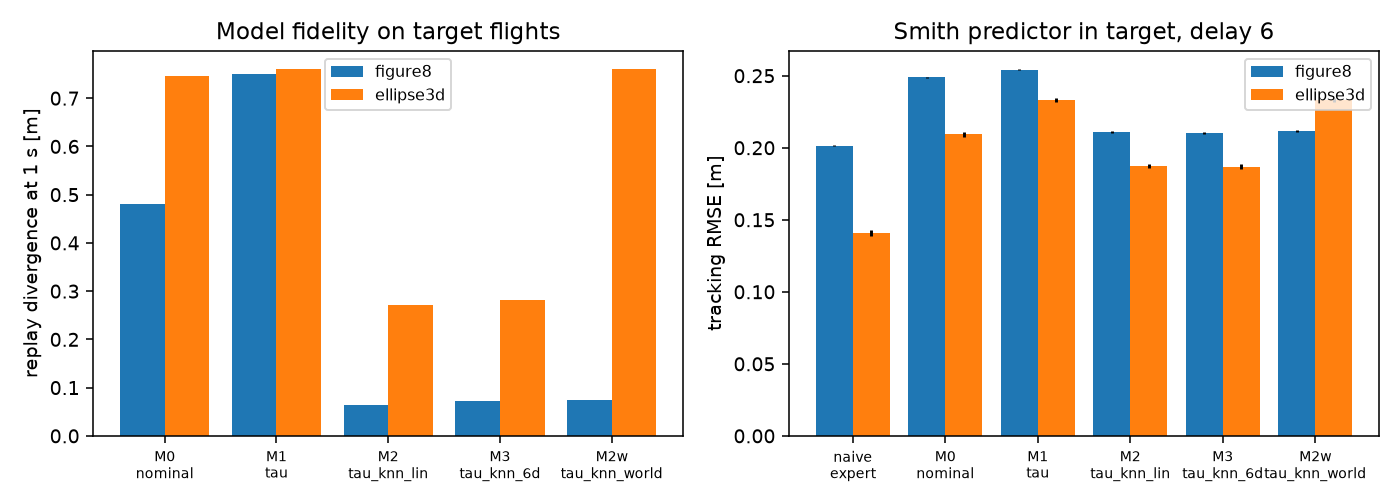 Model fidelity on target flights
replay divergence at 1 s [m]
0.7
0.6
0.5
0.4
0.3
0.2
0.1
0.0
figure8
ellipse3d
M0
nominal
M1
tau
M2
tau_knn_lin
M3
tau_knn_6d
M2w
tau_knn_world
Smith predictor in target, delay 6
tracking RMSE [m]
0.25
0.20
0.15
0.10
0.05
0.00
figure8
ellipse3d
naive
expert
M0
nominal
M1
tau
M2
tau_knn_lin
M3
tau_knn_6d
M2w
tau_knn_world